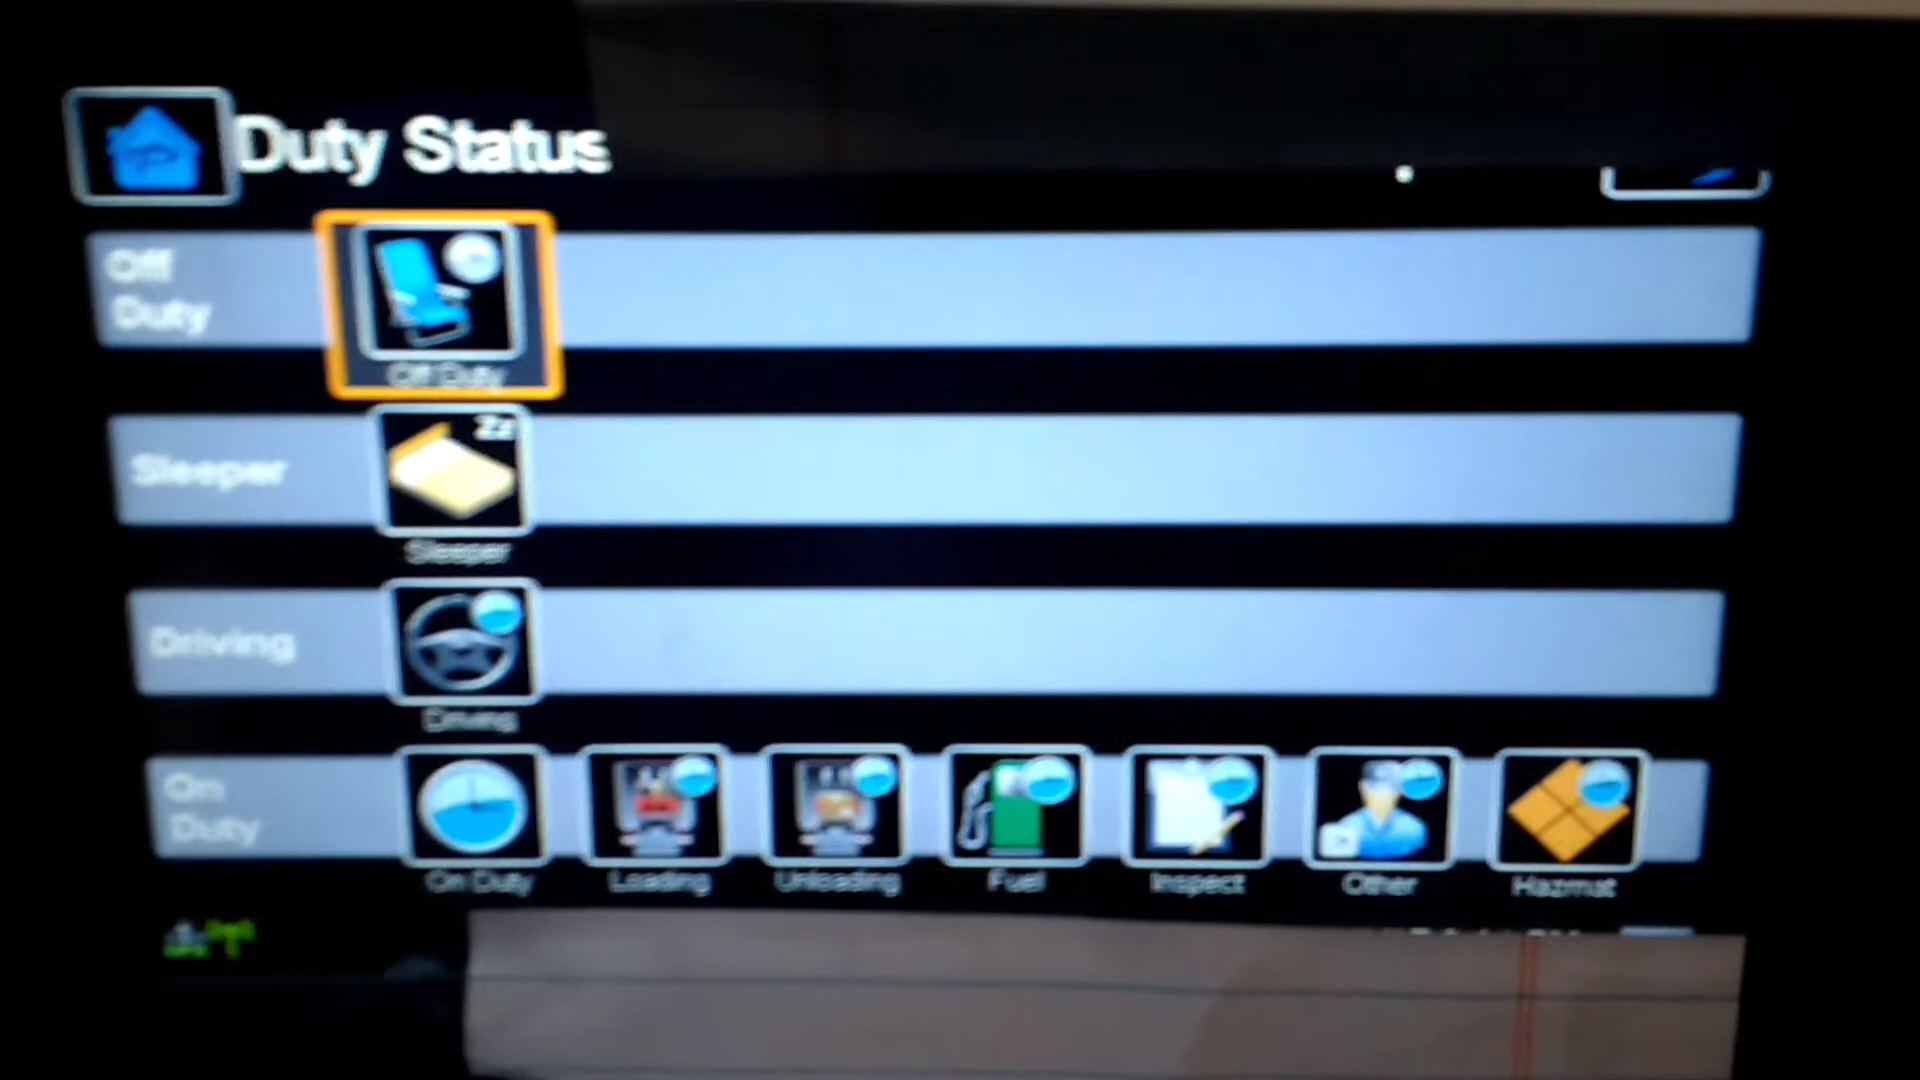 Duty Status
Off
Duty
Off Duty
Zz
Sleeper
Sleeper
Driving
Driving
On
Duty
On Duty
Loading
Unloading
Fuel
Inspect
Other
Hazmat